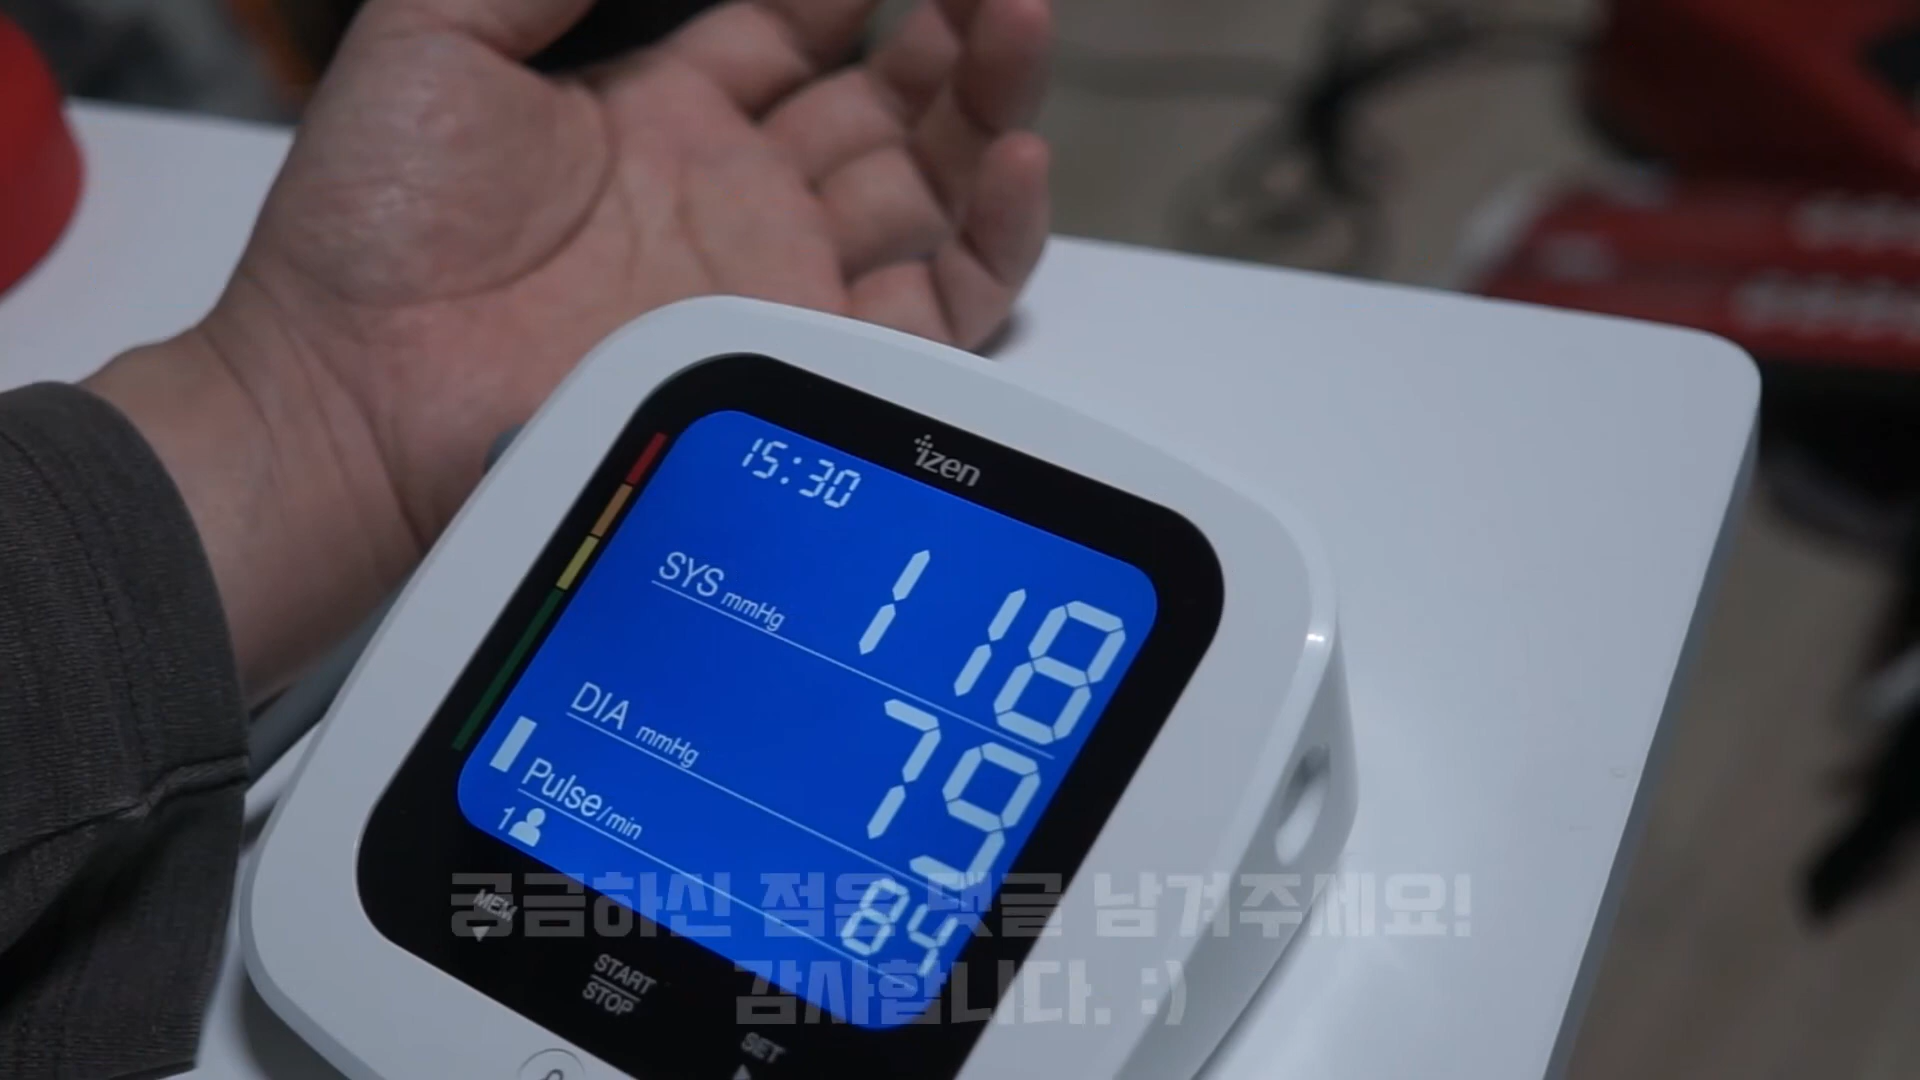 izen
15:30
SYS mmHg 118
DIA mmHg 79
Pulse/min 84
1
MEM
START
STOP
SET
궁금하신 점은 댓글 남겨주세요!
감사합니다. :)